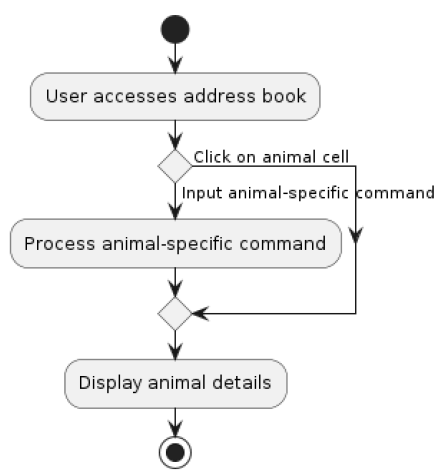 User accesses address book
Click on animal cell
Input animal-specific command
Process animal-specific command
Display animal details